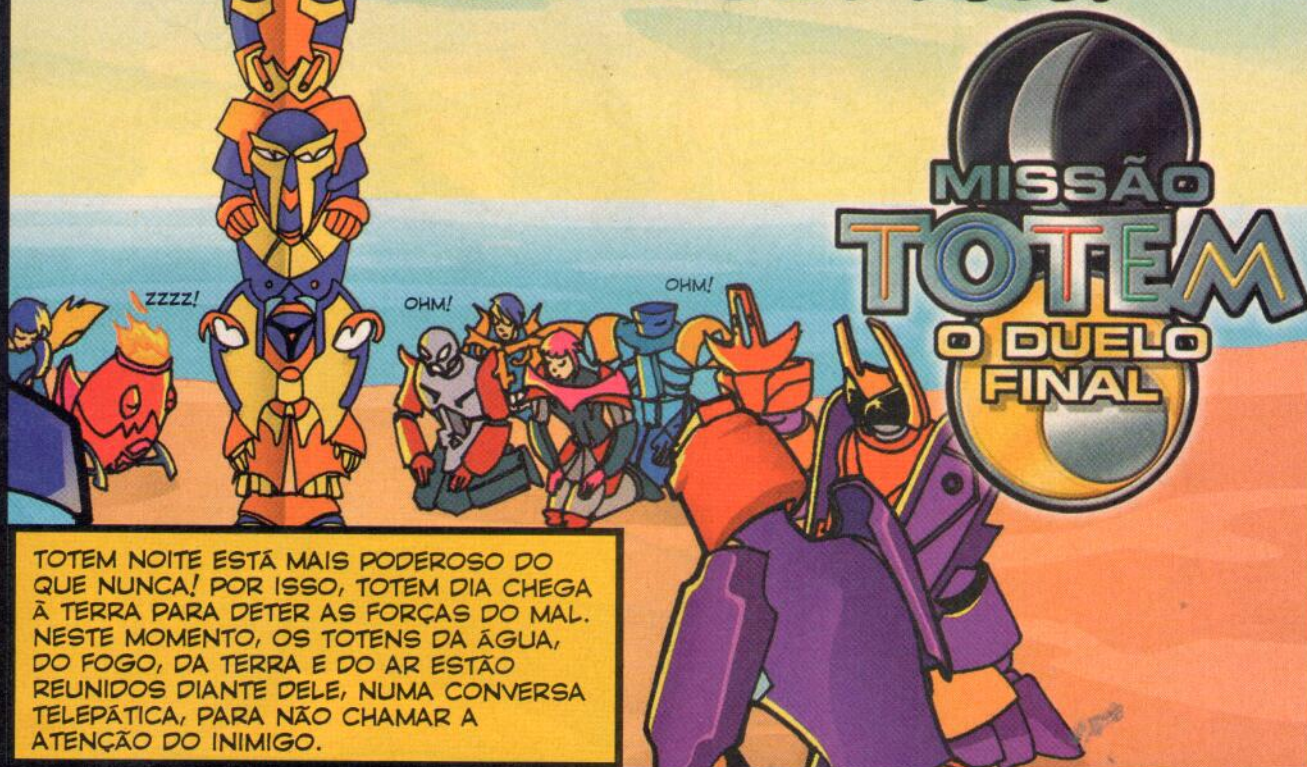 MISSÃO
TOTEM
O DUELO
FINAL
ZZZZ!
OHM!
OHM!
TOTEM NOITE ESTÁ MAIS PODEROSO DO
QUE NUNCA! POR ISSO, TOTEM DIA CHEGA
À TERRA PARA DETER AS FORÇAS DO MAL.
NESTE MOMENTO, OS TOTENS DA ÁGUA,
DO FOGO, DA TERRA E DO AR ESTÃO
REUNIDOS DIANTE DELE, NUMA CONVERSA
TELEPÁTICA, PARA NÃO CHAMAR A
ATENÇÃO DO INIMIGO.